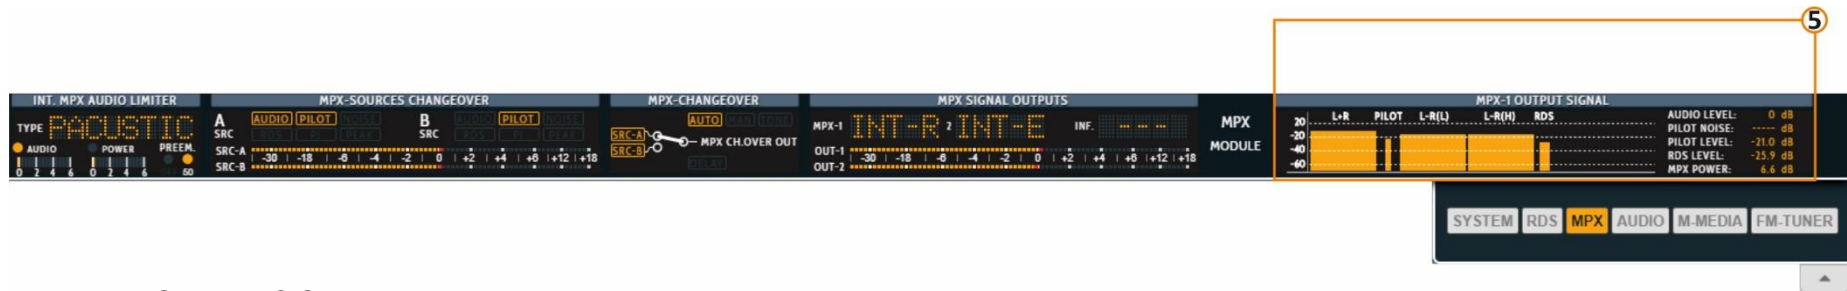 5
INT. MPX AUDIO LIMITER
TYPE PACUSTIC
AUDIO POWER PREEM.
0 2 4 6 0 2 4 6 OFF 50
MPX-SOURCES CHANGEOVER
A SRC AUDIO PILOT NOISE B SRC AUDIO PILOT NOISE
RDS PI PEAK RDS PI PEAK
SRC-A
-30 -18 -6 -4 -2 0 +2 +4 +6 +12 +18
SRC-B
MPX-CHANGEOVER
AUTO MAN TONE
SRC-A
SRC-B
MPX CH.OVER OUT
DELAY
MPX SIGNAL OUTPUTS
MPX-1 INT-R 2 INT-E INF. ---
OUT-1
-30 -18 -6 -4 -2 0 +2 +4 +6 +12 +18
OUT-2
MPX
MODULE
MPX-1 OUTPUT SIGNAL
L+R PILOT L-R(L) L-R(H) RDS
20
-20
-40
-60
AUDIO LEVEL: 0 dB
PILOT NOISE: ----- dB
PILOT LEVEL: -21.0 dB
RDS LEVEL: -25.9 dB
MPX POWER: 6.6 dB
SYSTEM RDS MPX AUDIO M-MEDIA FM-TUNER